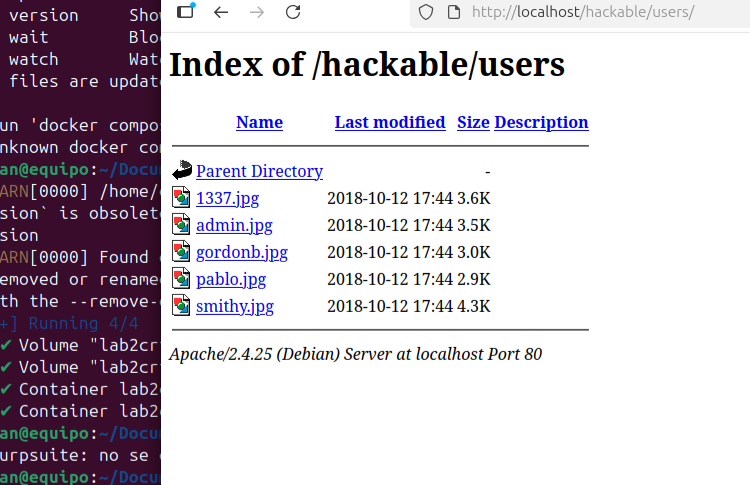 version Show
wait Bloc
watch Watc
files are update
un 'docker compo
nknown docker com
an@equipo:~/Docu
ARN[0000] /home/
sion` is obsolet
sion
ARN[0000] Found
emoved or rename
th the --remove-
+] Running 4/4
✔ Volume "lab2cr
✔ Volume "lab2cr
✔ Container lab2
✔ Container lab2
an@equipo:~/Docu
urpsuite: no se
an@equipo:~/Docu
http://localhost/hackable/users/
Index of /hackable/users
Name Last modified Size Description
Parent Directory -
1337.jpg 2018-10-12 17:44 3.6K
admin.jpg 2018-10-12 17:44 3.5K
gordonb.jpg 2018-10-12 17:44 3.0K
pablo.jpg 2018-10-12 17:44 2.9K
smithy.jpg 2018-10-12 17:44 4.3K
Apache/2.4.25 (Debian) Server at localhost Port 80